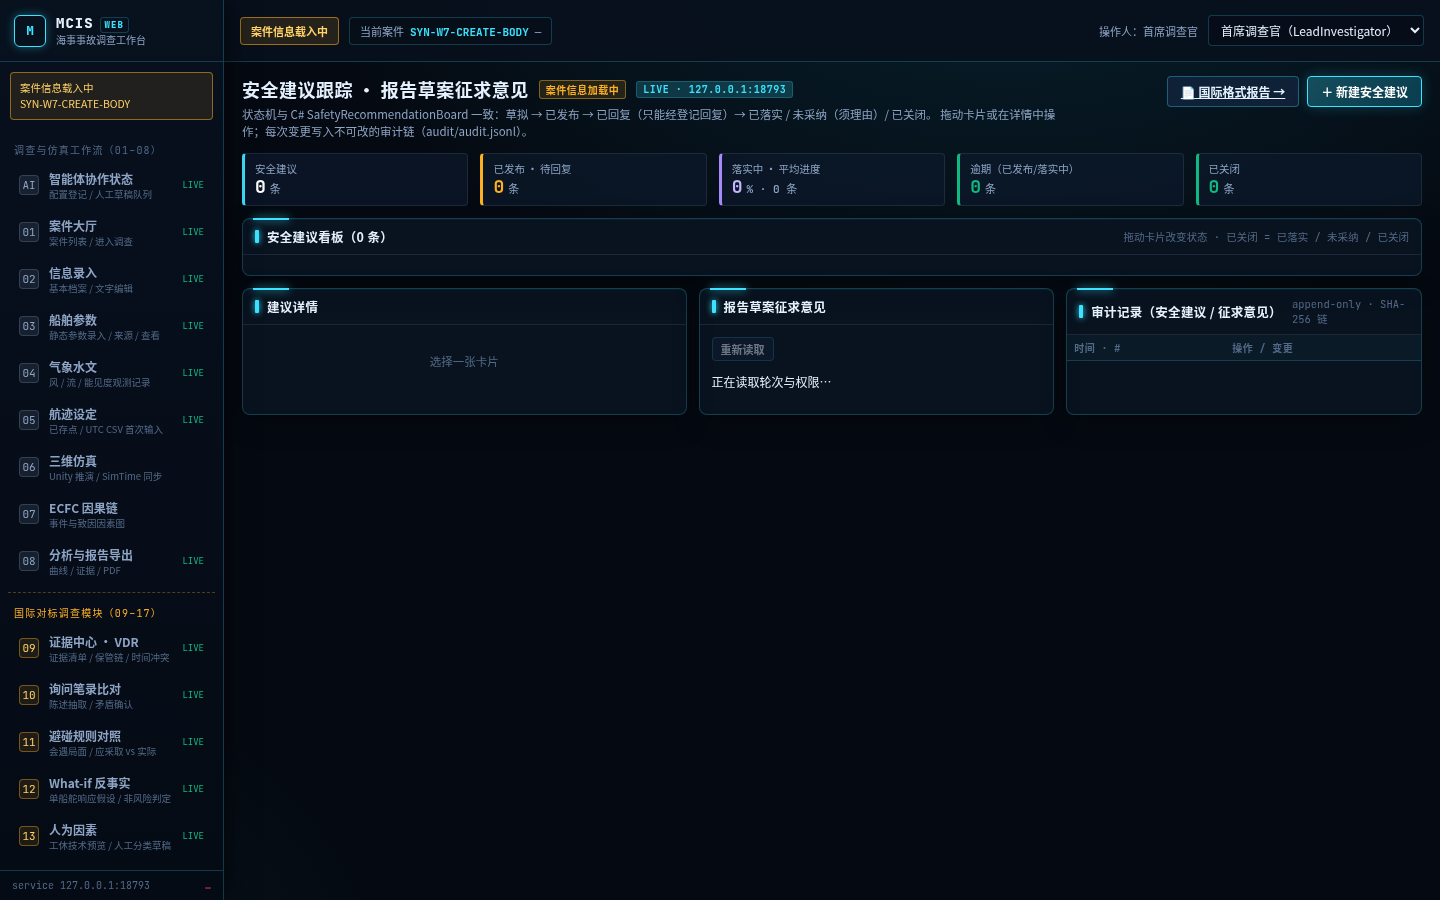 M
MCIS WEB
海事事故调查工作台
案件信息载入中
SYN-W7-CREATE-BODY
调查与仿真工作流（01–08）
AI 智能体协作状态 LIVE
配置登记 / 人工草稿队列
01 案件大厅 LIVE
案件列表 / 进入调查
02 信息录入 LIVE
基本档案 / 文字编辑
03 船舶参数 LIVE
静态参数录入 / 来源 / 查看
04 气象水文 LIVE
风 / 流 / 能见度观测记录
05 航迹设定 LIVE
已存点 / UTC CSV 首次输入
06 三维仿真
Unity 推演 / SimTime 同步
07 ECFC 因果链
事件与致因因素图
08 分析与报告导出 LIVE
曲线 / 证据 / PDF
国际对标调查模块（09–17）
09 证据中心 · VDR LIVE
证据清单 / 保管链 / 时间冲突
10 询问笔录比对 LIVE
陈述抽取 / 矛盾确认
11 避碰规则对照 LIVE
会遇局面 / 应采取 vs 实际
12 What-if 反事实 LIVE
单船舵响应假设 / 非风险判定
13 人为因素 LIVE
工休技术预览 / 人工分类草稿
service 127.0.0.1:18793 …
案件信息载入中 当前案件 SYN-W7-CREATE-BODY —
操作人：首席调查官 首席调查官（LeadInvestigator）
安全建议跟踪 · 报告草案征求意见 案件信息加载中 LIVE · 127.0.0.1:18793
📄 国际格式报告 → ＋ 新建安全建议
状态机与 C# SafetyRecommendationBoard 一致：草拟 → 已发布 → 已回复（只能经登记回复）→ 已落实 / 未采纳（须理由）/ 已关闭。 拖动卡片或在详情中操
作；每次变更写入不可改的审计链（audit/audit.jsonl）。
安全建议
0 条
已发布 · 待回复
0 条
落实中 · 平均进度
0 % · 0 条
逾期（已发布/落实中）
0 条
已关闭
0 条
安全建议看板（0 条） 拖动卡片改变状态 · 已关闭 = 已落实 / 未采纳 / 已关闭
建议详情
选择一张卡片
报告草案征求意见
重新读取
正在读取轮次与权限…
审计记录（安全建议 / 征求意见） append-only · SHA-
256 链
时间 · # 操作 / 变更